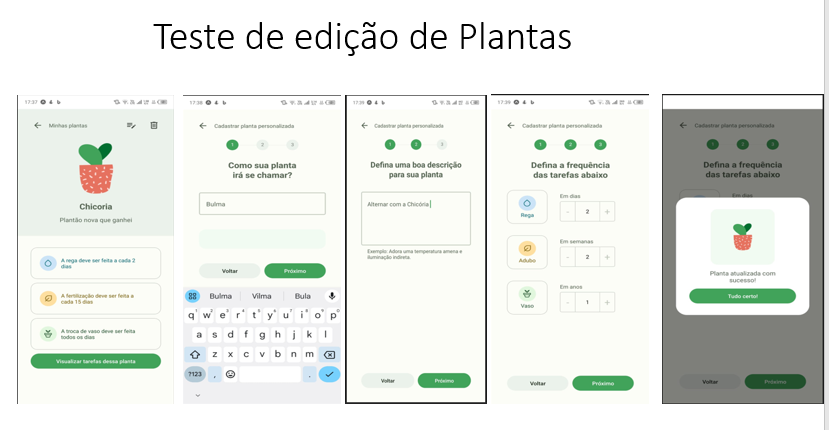 Teste de edição de Plantas
17:37
Minhas plantas
Chicoria
Plantão nova que ganhei
A rega deve ser feita a cada 2
dias
A fertilização deve ser feita a
cada 15 dias
A troca de vaso deve ser feita
todos os dias
Visualizar tarefas dessa planta
17:38
Cadastrar planta personalizada
1 2 3
Como sua planta
irá se chamar?
Bulma
Voltar Próximo
Bulma Vilma Bula
q w e r t y u i o p
a s d f g h j k l
z x c v b n m
?123 , .
17:39
Cadastrar planta personalizada
1 2 3
Defina uma boa descrição
para sua planta
Alternar com a Chicória
Exemplo: Adora uma temperatura amena e
iluminação indireta.
Voltar Próximo
17:39
Cadastrar planta personalizada
1 2 3
Defina a frequência
das tarefas abaixo
Em dias
Rega - 2 +
Em semanas
Adubo - 2 +
Em anos
Vaso - 1 +
Voltar Próximo
Cadastrar planta personalizada
1 2 3
Defina a frequência
das tarefas abaixo
Em dias
Planta atualizada com
sucesso!
Tudo certo!
Voltar Próximo